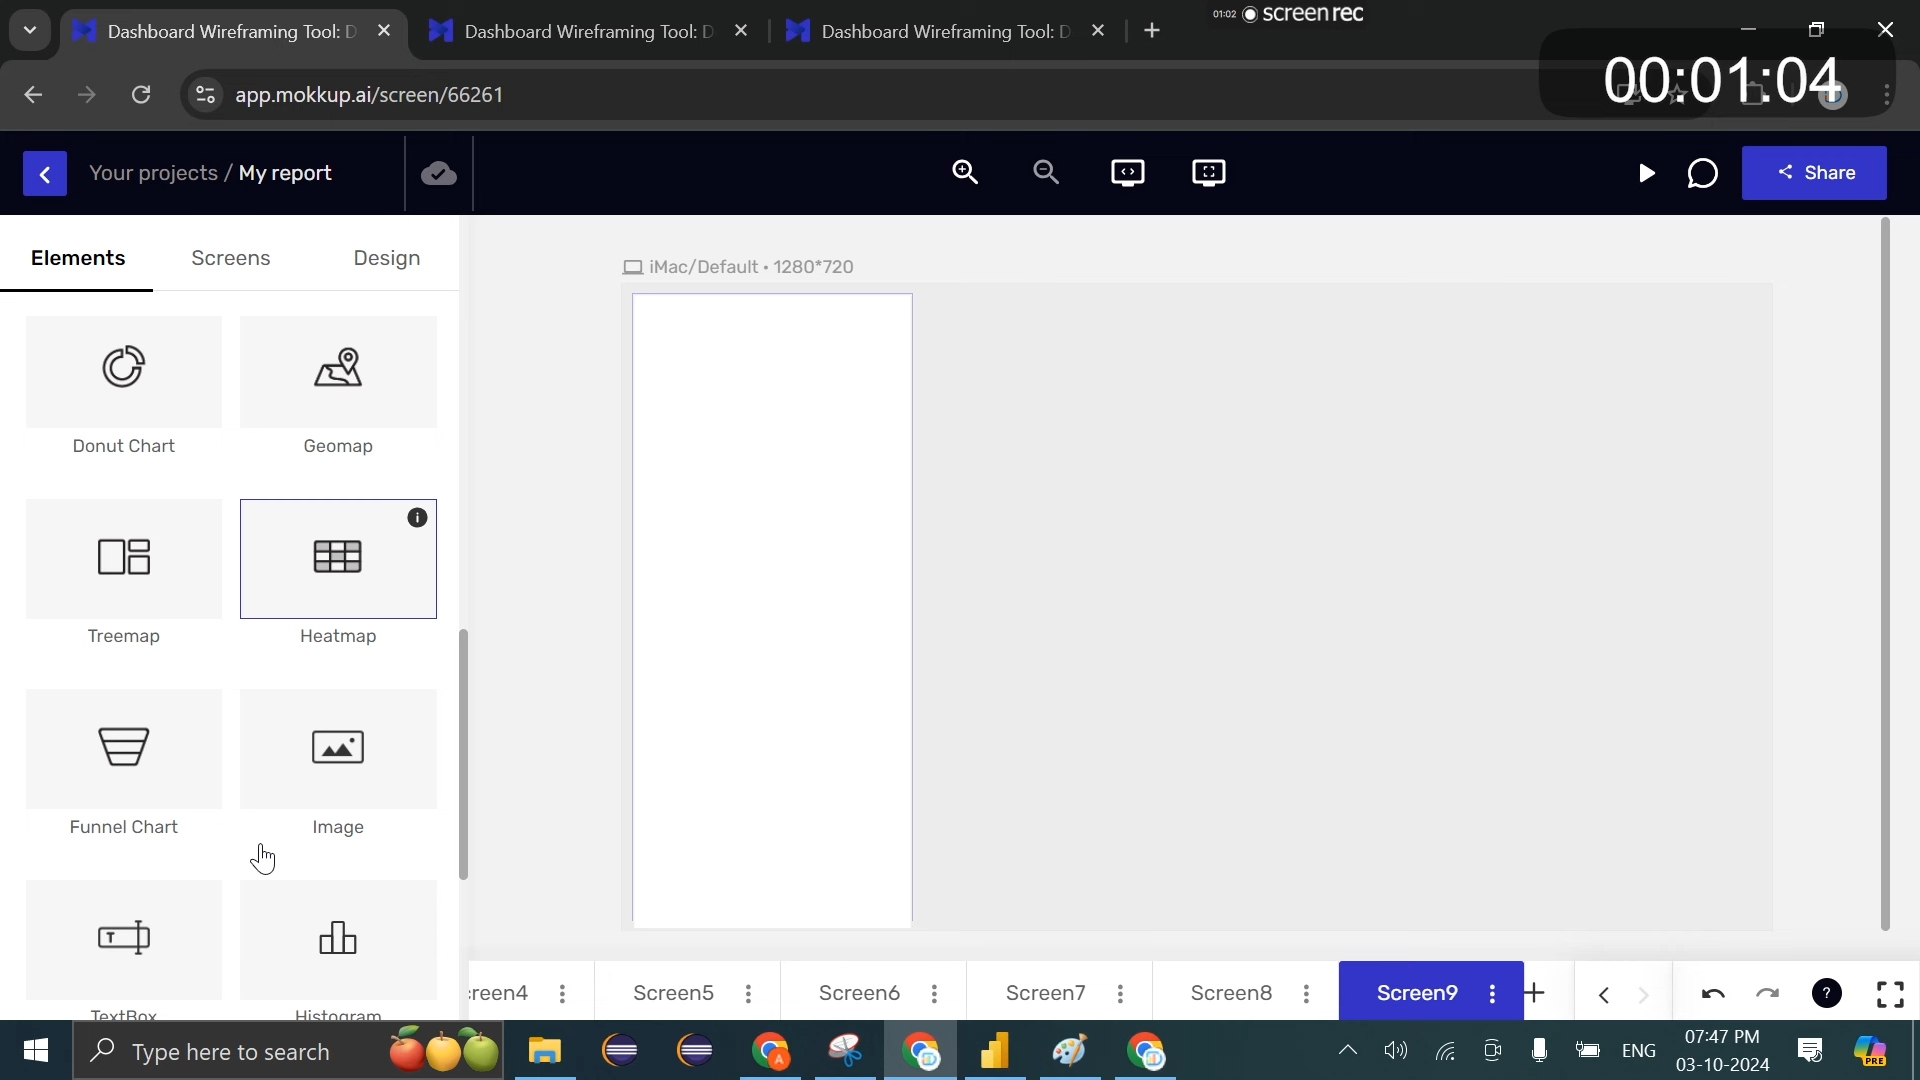 Dashboard Wireframing Tool: D
Dashboard Wireframing Tool: D
Dashboard Wireframing Tool: D
01:02 screenrec
00:01:04
app.mokkup.ai/screen/66261
Your projects / My report
Share
Elements
Screens
Design
iMac/Default • 1280*720
Donut Chart
Geomap
Treemap
Heatmap
Funnel Chart
Image
TextBox
Histogram
creen4
Screen5
Screen6
Screen7
Screen8
Screen9
Type here to search
ENG
07:47 PM
03-10-2024
PRE